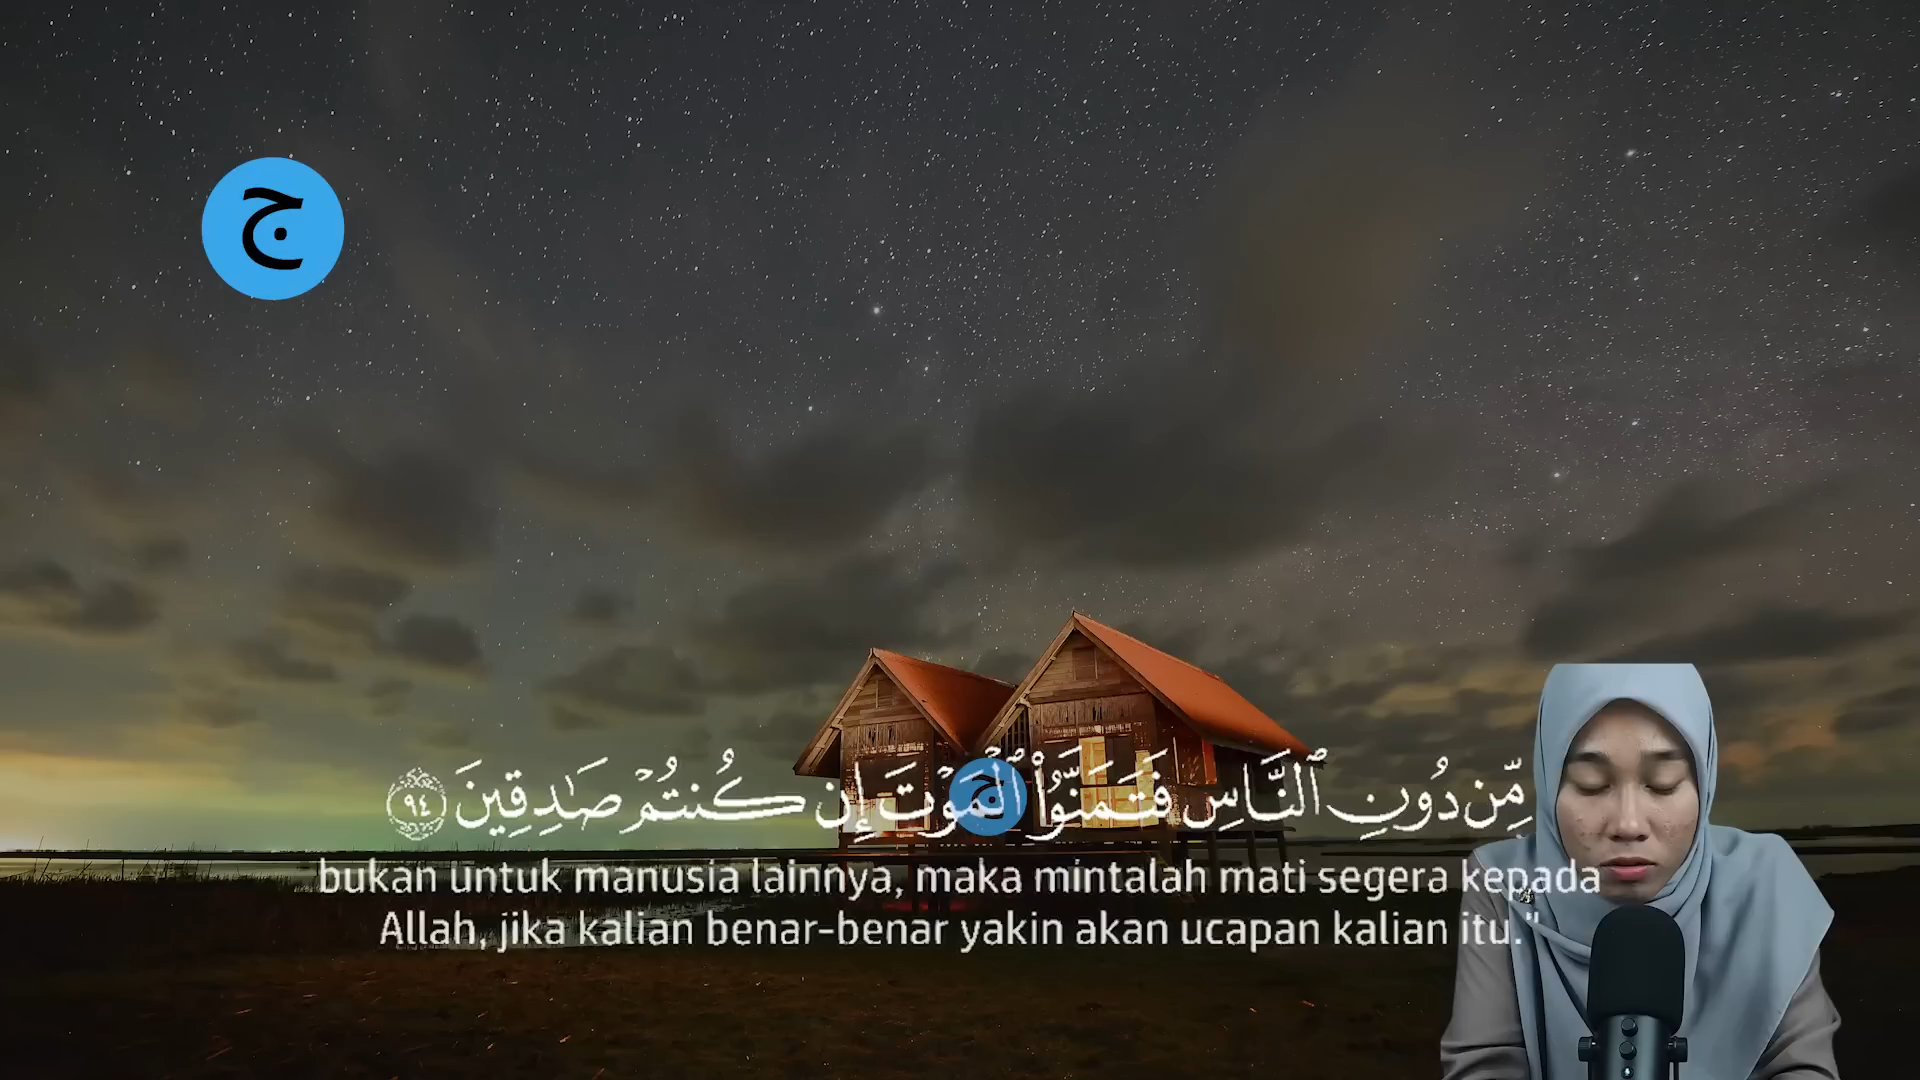 ج
مِّن دُونِ ٱلنَّاسِ فَتَمَنَّوُا۟ ٱلْمَوْتَ إِن كُنتُمْ صَٰدِقِينَ ٩٤
ج
bukan untuk manusia lainnya, maka mintalah mati segera kepada
Allah, jika kalian benar-benar yakin akan ucapan kalian itu."